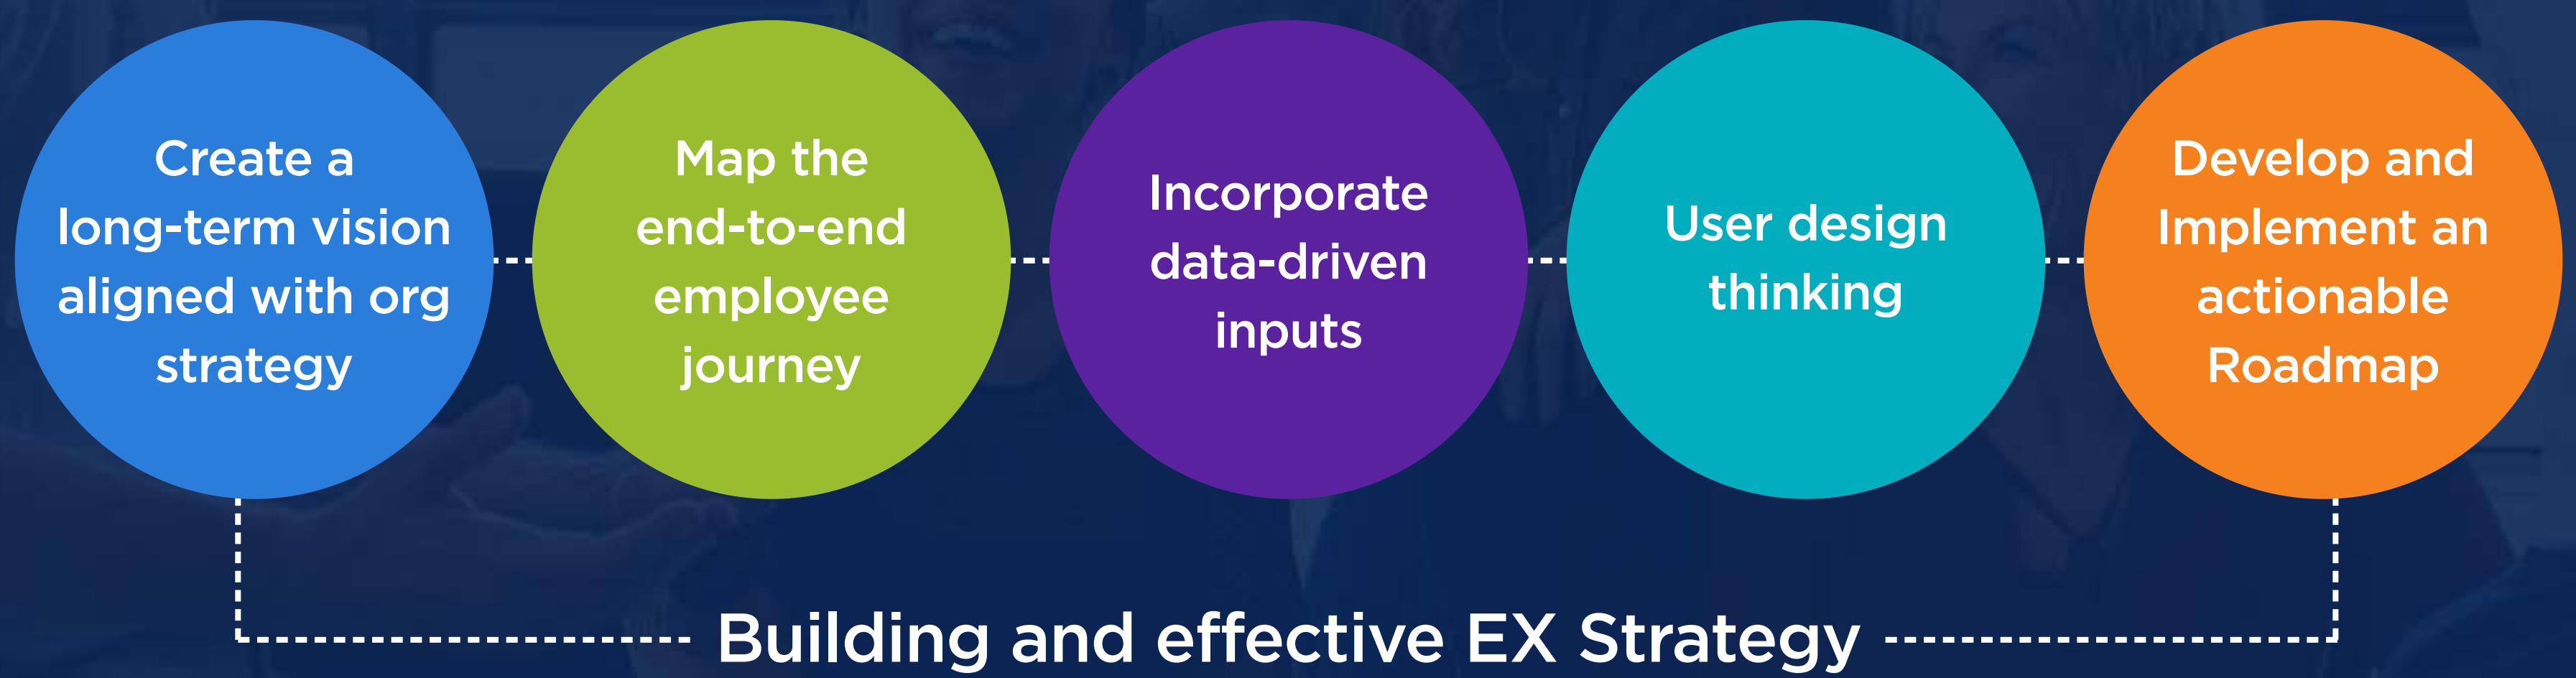 Create a
long-term vision
aligned with org
strategy
Map the
end-to-end
employee
journey
Incorporate
data-driven
inputs
User design
thinking
Develop and
Implement an
actionable
Roadmap
Building and effective EX Strategy